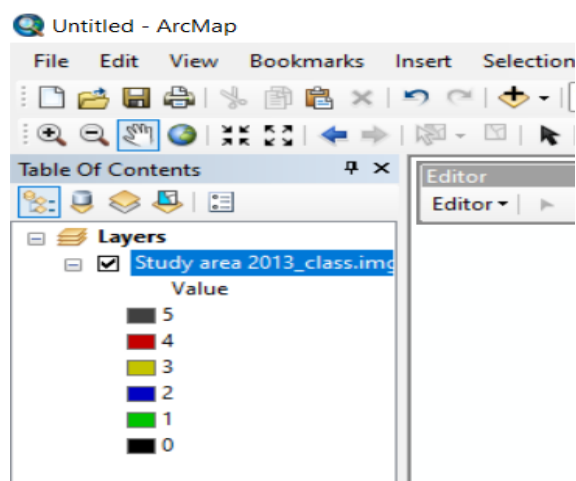 Untitled - ArcMap
File Edit View Bookmarks Insert Selection
Table Of Contents
Editor
Editor
Layers
Study area 2013_class.img
Value
5
4
3
2
1
0